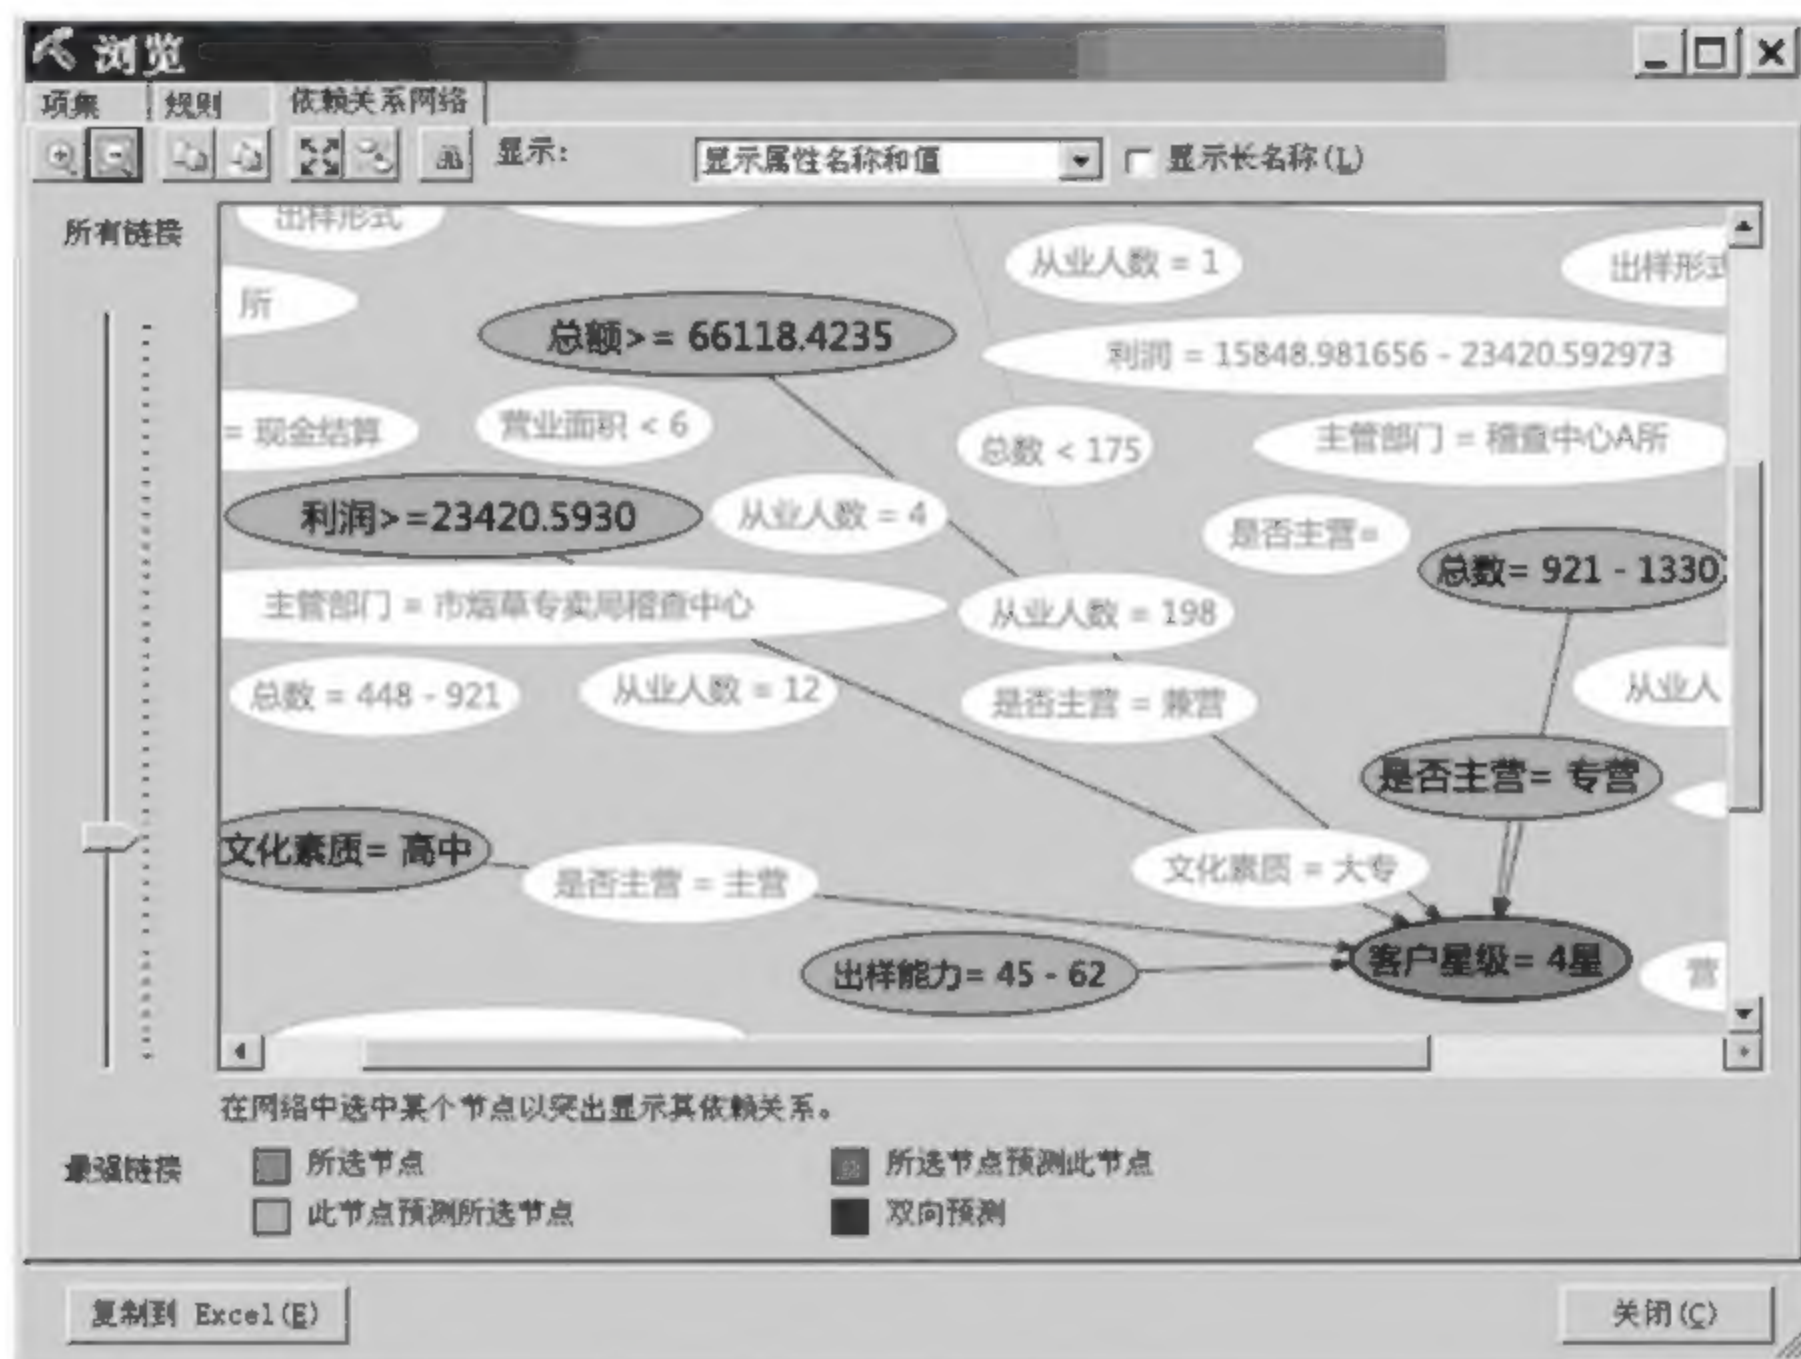 浏览
项集 规则 依赖关系网络
显示: 显示属性名称和值 显示长名称(L)
所有链接
出样形式
从业人数 = 1
出样形式
所
总额>= 66118.4235
利润 = 15848.981656 - 23420.592973
= 现金结算
营业面积 < 6
总数 < 175
主管部门 = 稽查中心A所
利润>=23420.5930
从业人数 = 4
是否主营=
总数= 921 - 1330
主管部门 = 市烟草专卖局稽查中心
从业人数 = 198
总数 = 448 - 921
从业人数 = 12
是否主营 = 兼营
从业人
是否主营= 专营
文化素质= 高中
是否主营 = 主营
文化素质 = 大专
出样能力= 45 - 62
客户星级= 4星
营
在网络中选中某个节点以突出显示其依赖关系。
最强链接
所选节点 所选节点预测此节点
此节点预测所选节点 双向预测
复制到 Excel(E) 关闭(C)